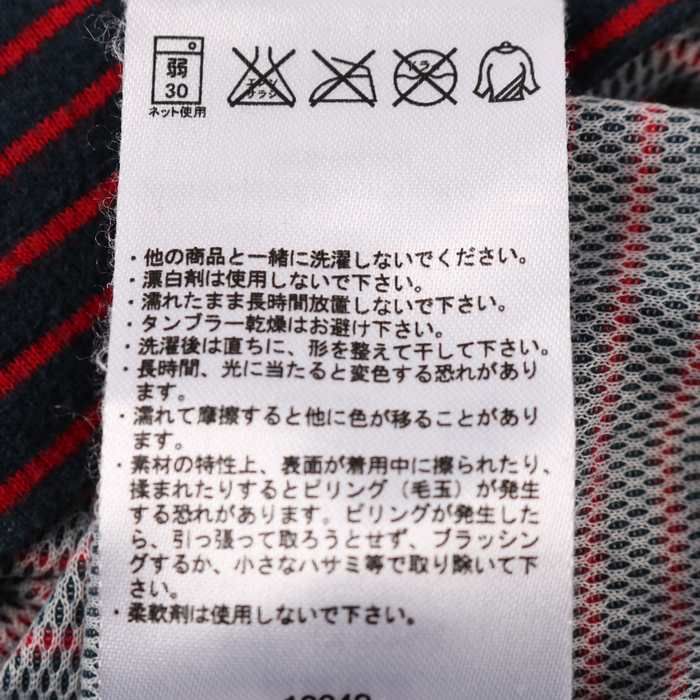 弱
30
ネット使用
エンソ
サラシ
ドライ
・他の商品と一緒に洗濯しないでください。
・漂白剤は使用しないで下さい。
・濡れたまま長時間放置しないで下さい。
・タンブラー乾燥はお避け下さい。
・洗濯後は直ちに、形を整えて干して下さい。
・長時間、光に当たると変色する恐れがあり
ます。
・濡れて摩擦すると他に色が移ることがあり
ます。
・素材の特性上、表面が着用中に擦られたり、
揉まれたりするとピリング（毛玉）が発生
する恐れがあります。ピリングが発生した
ら、引っ張って取ろうとせず、ブラッシン
グするか、小さなハサミ等で取り除いて下
さい。
・柔軟剤は使用しないで下さい。